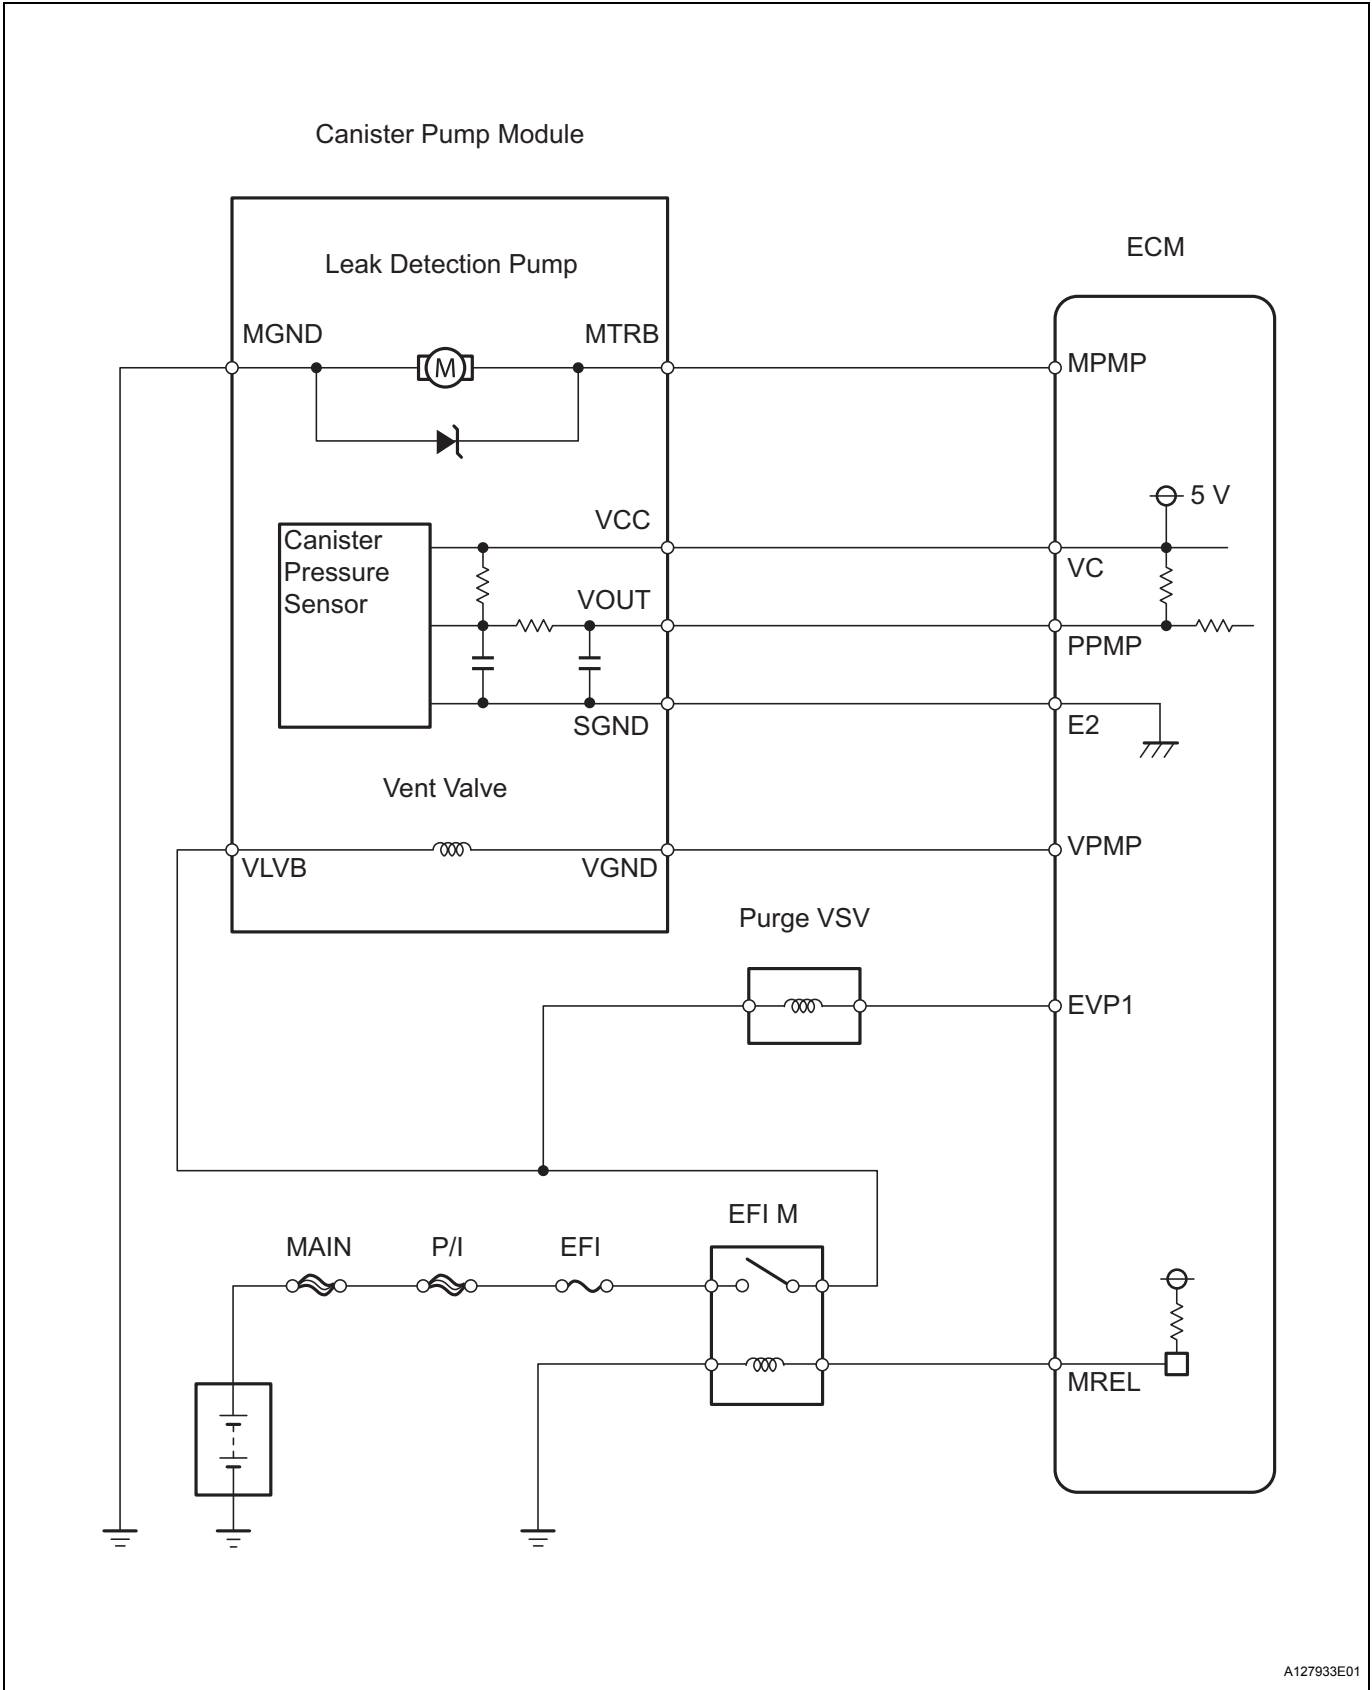 Canister Pump Module
ECM
Leak Detection Pump
MGND
MTRB
M
MPMP
5 V
VCC
VC
Canister
Pressure
Sensor
VOUT
PPMP
SGND
E2
Vent Valve
VLVB
VGND
VPMP
Purge VSV
EVP1
EFI M
MAIN
P/I
EFI
MREL
A127933E01